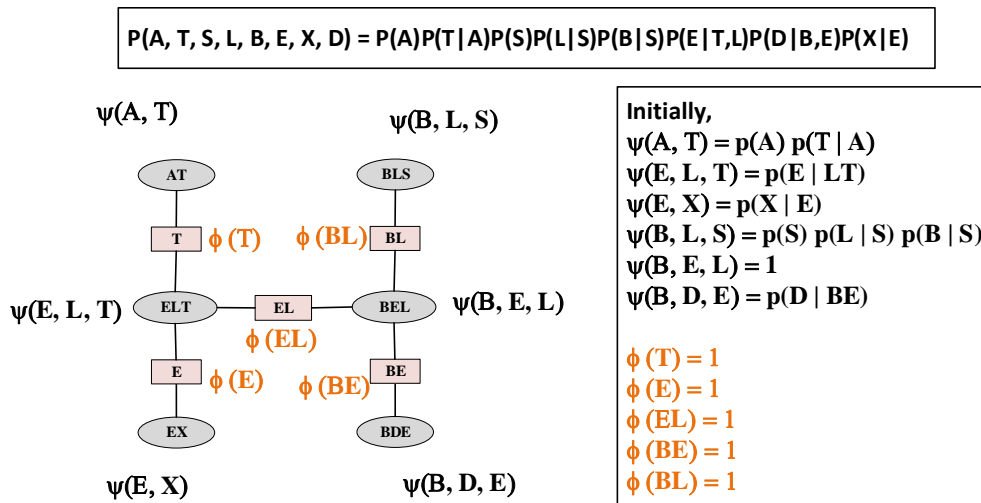 P(A, T, S, L, B, E, X, D) = P(A)P(T|A)P(S)P(L|S)P(B|S)P(E|T,L)P(D|B,E)P(X|E)
ψ(A, T)
ψ(B, L, S)
AT
BLS
T
ϕ (T)
ϕ (BL)
BL
ψ(E, L, T)
ELT
EL
BEL
ψ(B, E, L)
ϕ (EL)
E
ϕ (E)
ϕ (BE)
BE
EX
BDE
ψ(E, X)
ψ(B, D, E)
Initially,
ψ(A, T) = p(A) p(T | A)
ψ(E, L, T) = p(E | LT)
ψ(E, X) = p(X | E)
ψ(B, L, S) = p(S) p(L | S) p(B | S)
ψ(B, E, L) = 1
ψ(B, D, E) = p(D | BE)
ϕ (T) = 1
ϕ (E) = 1
ϕ (EL) = 1
ϕ (BE) = 1
ϕ (BL) = 1